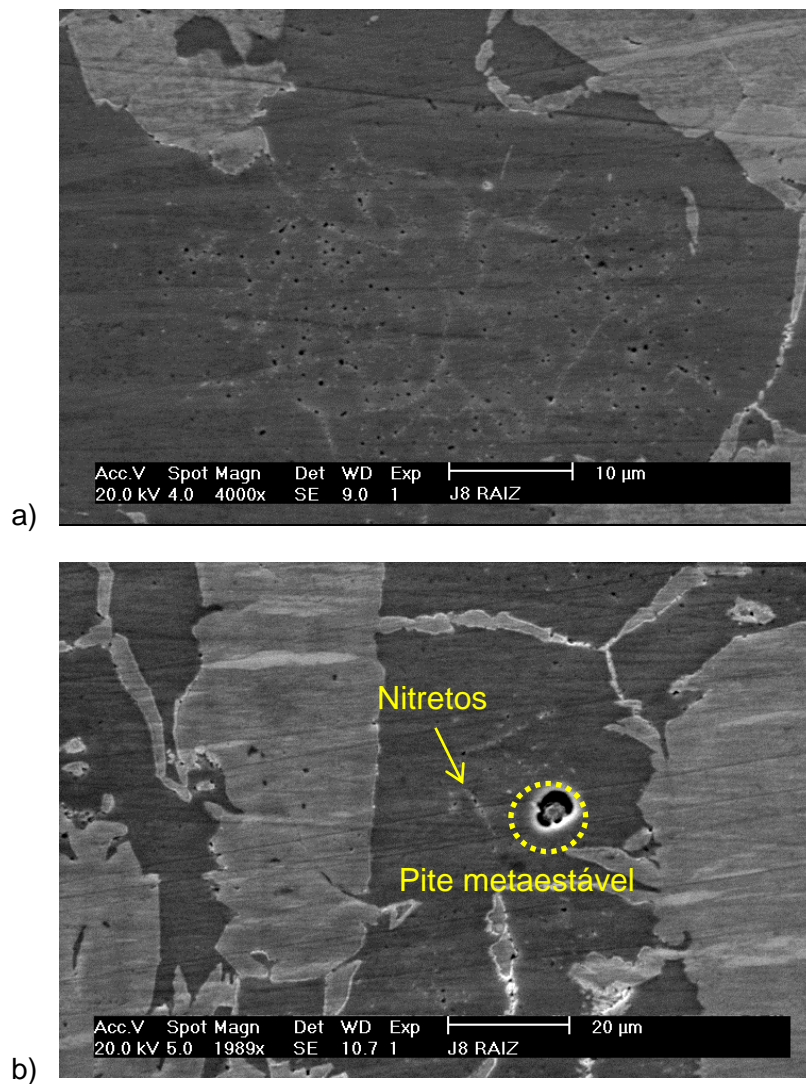 Acc.V Spot Magn Det WD Exp 10 µm
20.0 kV 4.0 4000x SE 9.0 1 J8 RAIZ
a)
Nitretos
Pite metaestável
Acc.V Spot Magn Det WD Exp 20 µm
20.0 kV 5.0 1989x SE 10.7 1 J8 RAIZ
b)